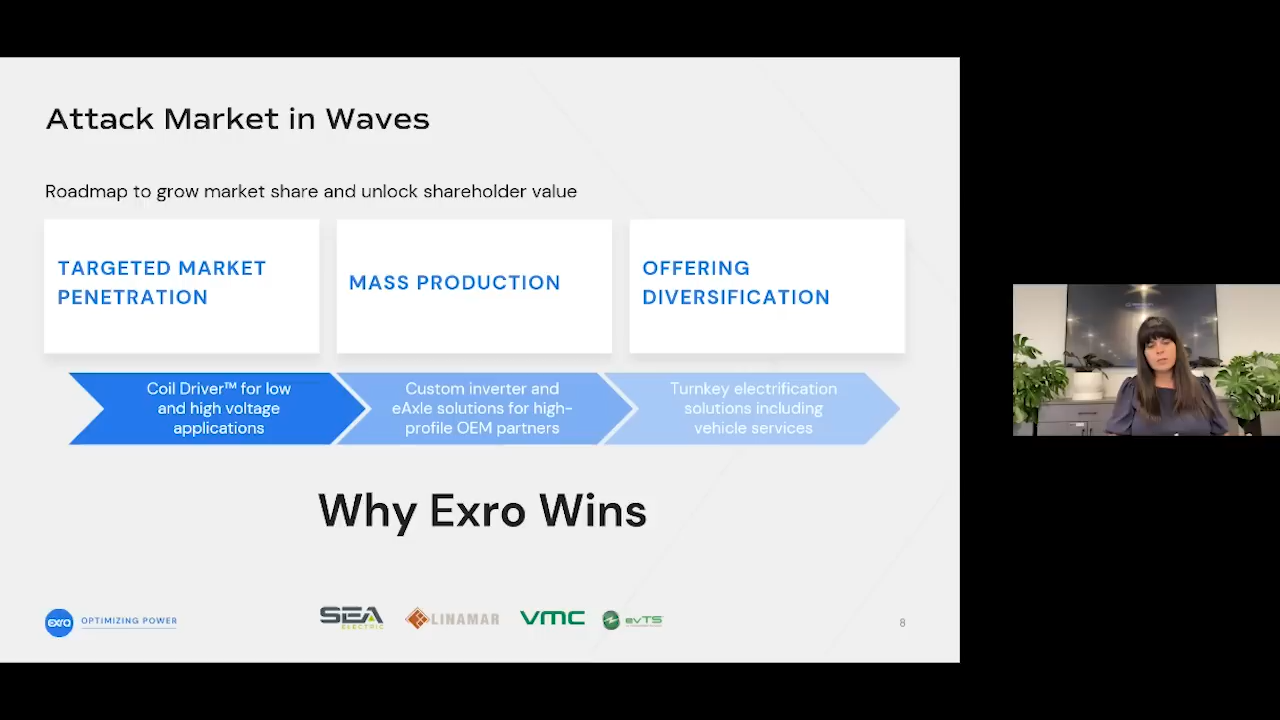 Attack Market in Waves
Roadmap to grow market share and unlock shareholder value
TARGETED MARKET
PENETRATION
MASS PRODUCTION
OFFERING
DIVERSIFICATION
Coil Driver™ for low
and high voltage
applications
Custom inverter and
eAxle solutions for high-
profile OEM partners
Turnkey electrification
solutions including
vehicle services
Why Exro Wins
exro
OPTIMIZING POWER
SEA
ELECTRIC
LINAMAR
VMC
evTS
8